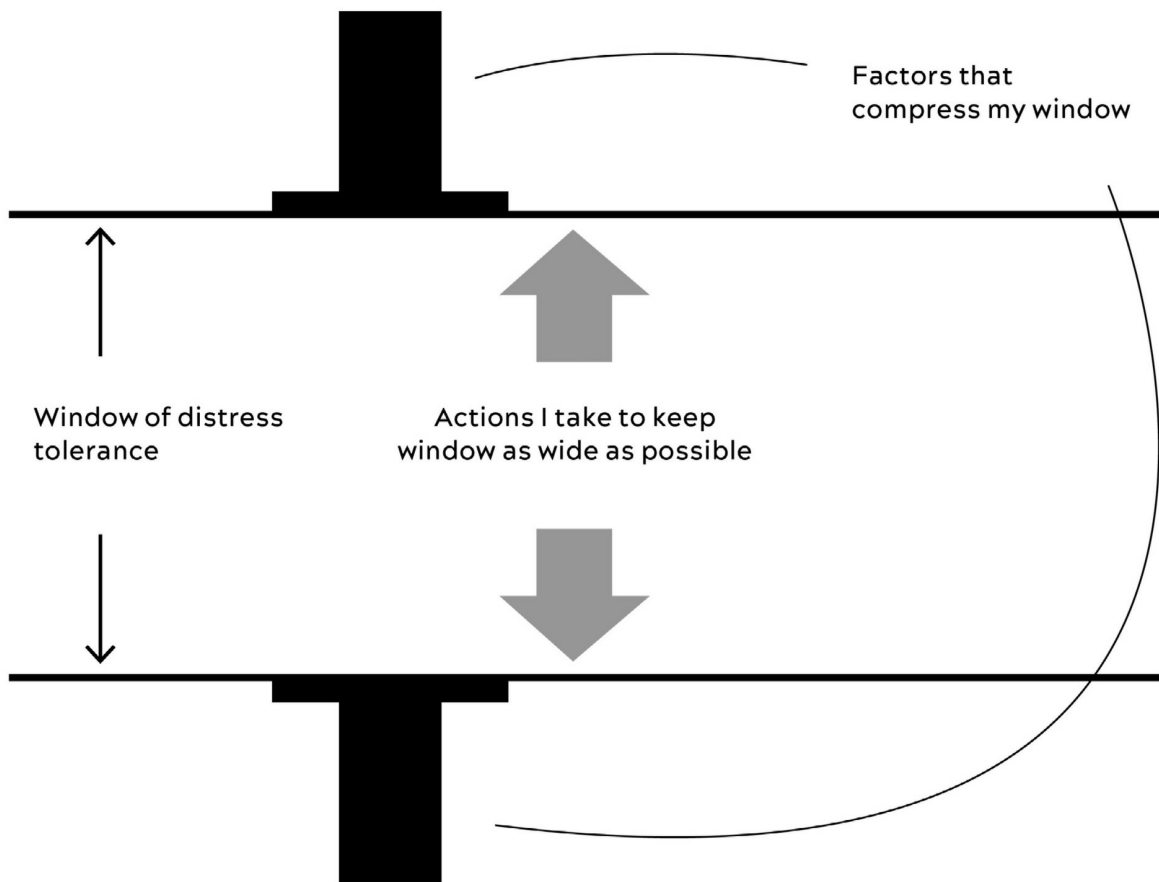 Factors that
compress my window
Window of distress
tolerance
Actions I take to keep
window as wide as possible